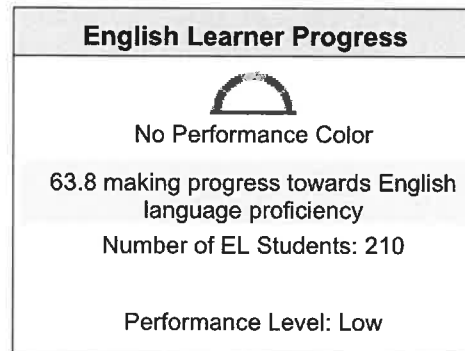 English Learner Progress
No Performance Color
63.8 making progress towards English
language proficiency
Number of EL Students: 210
Performance Level: Low